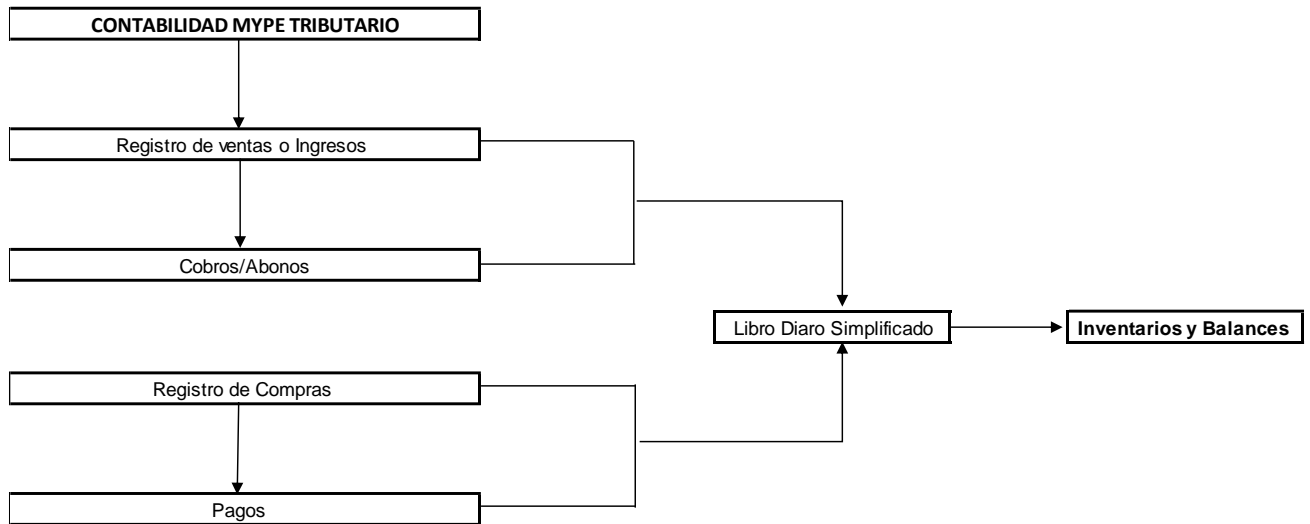 CONTABILIDAD MYPE TRIBUTARIO
Registro de ventas o Ingresos
Cobros/Abonos
Libro Diaro Simplificado
Inventarios y Balances
Registro de Compras
Pagos